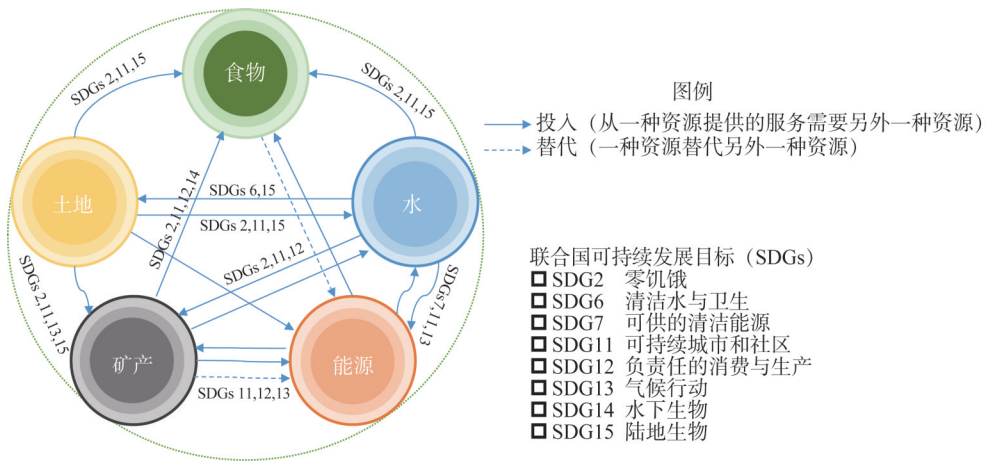 食物
SDGs 2,11,15
SDGs 2,11,15
图例
投入（从一种资源提供的服务需要另外一种资源）
替代（一种资源替代另外一种资源）
土地
水
SDGs 6,15
SDGs 2,11,12,14
SDGs 2,11,15
SDGs 2,11,12
SDGs 2,11,13,15
SDGs7,11,13
矿产
能源
SDGs 11,12,13
联合国可持续发展目标（SDGs）
SDG2 零饥饿
SDG6 清洁水与卫生
SDG7 可供的清洁能源
SDG11 可持续城市和社区
SDG12 负责任的消费与生产
SDG13 气候行动
SDG14 水下生物
SDG15 陆地生物